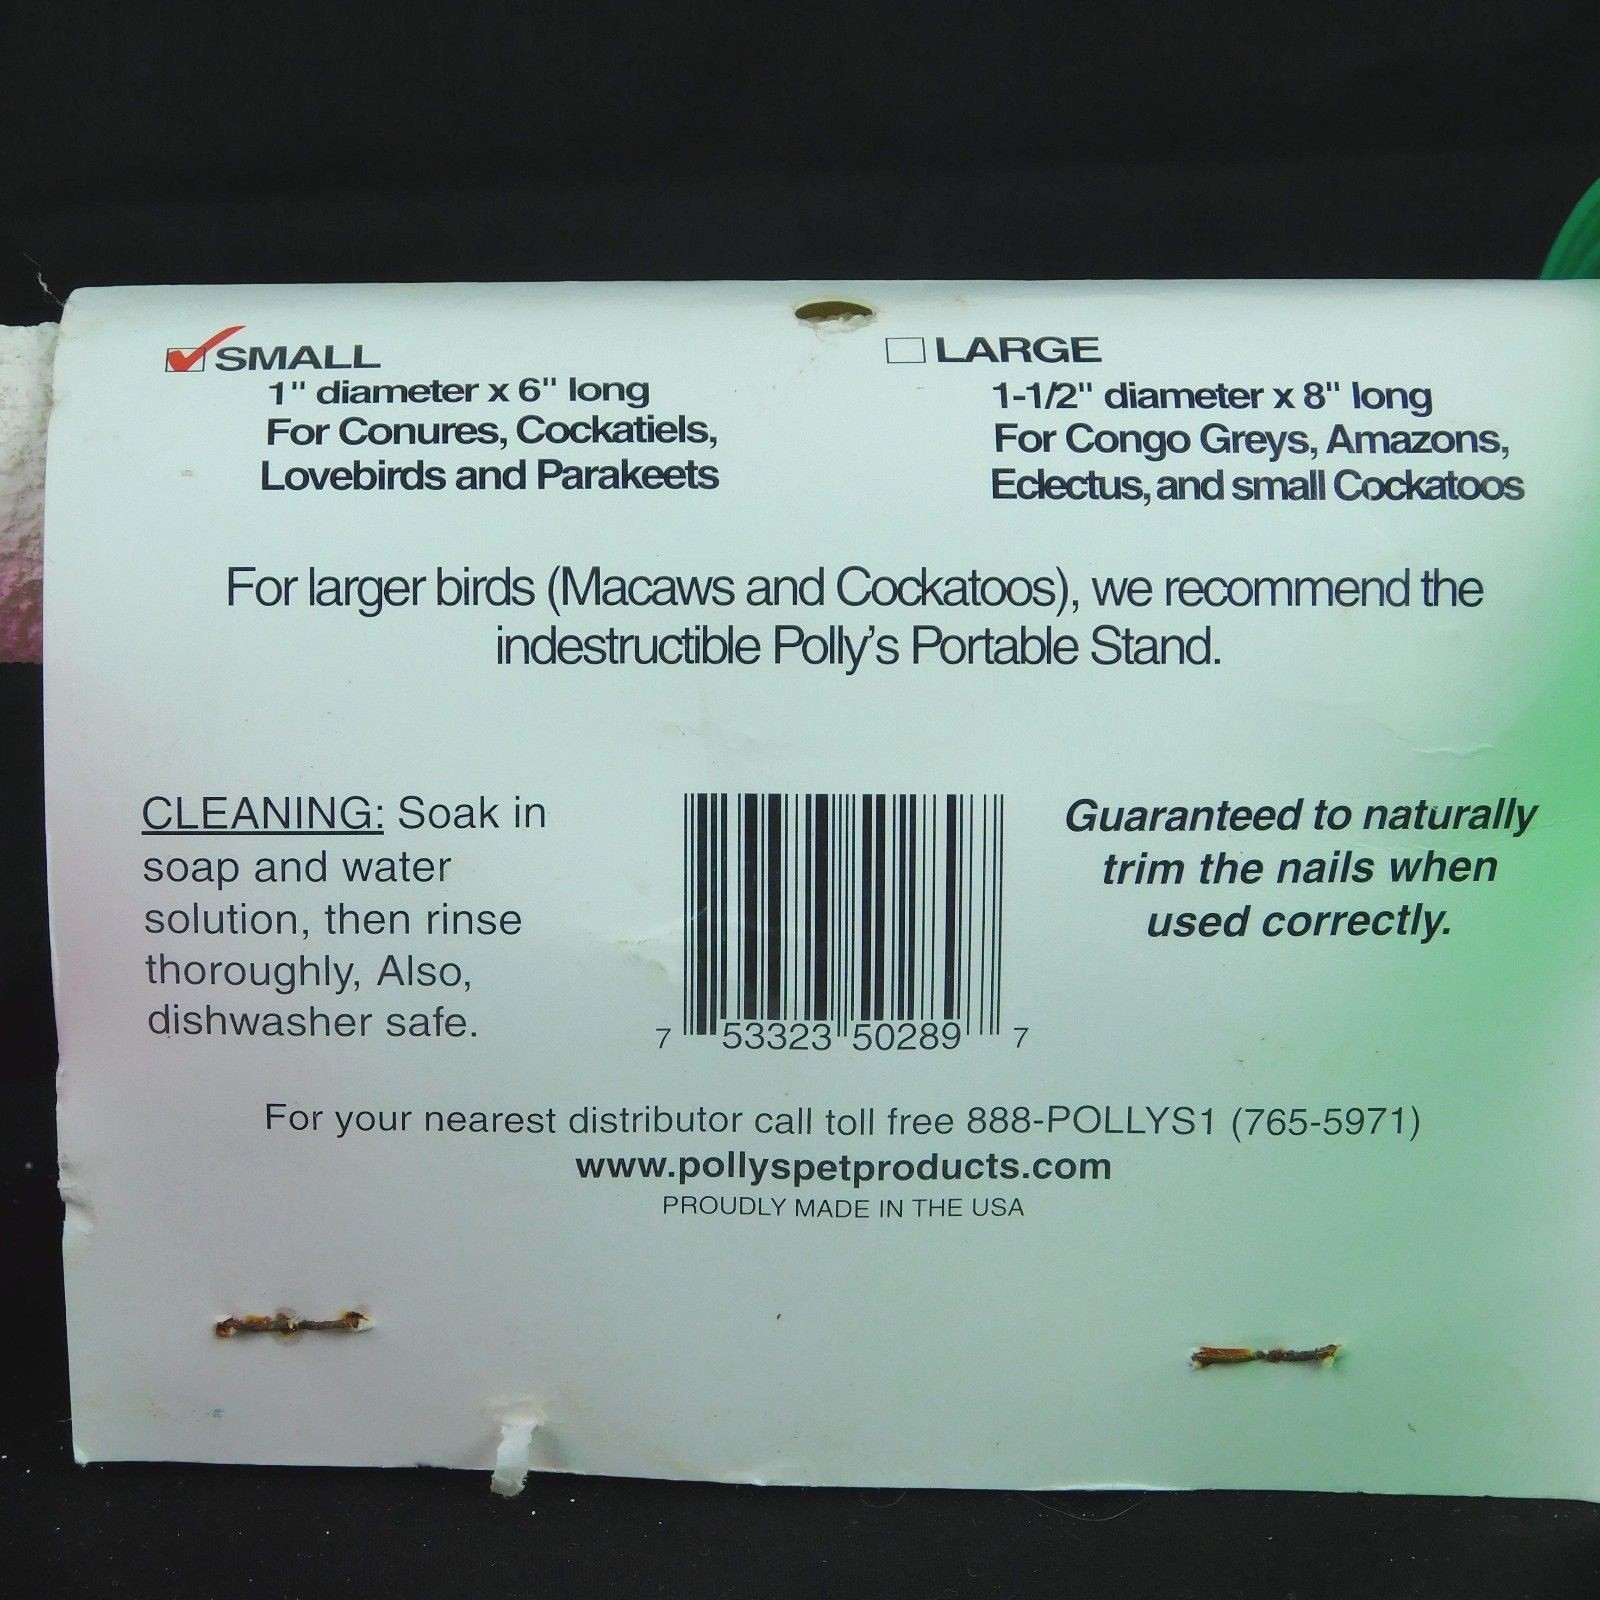 SMALL
1" diameter x 6" long
For Conures, Cockatiels,
Lovebirds and Parakeets
LARGE
1-1/2" diameter x 8" long
For Congo Greys, Amazons,
Eclectus, and small Cockatoos
For larger birds (Macaws and Cockatoos), we recommend the
indestructible Polly's Portable Stand.
CLEANING: Soak in
soap and water
solution, then rinse
thoroughly, Also,
dishwasher safe.
7 53323 50289 7
Guaranteed to naturally
trim the nails when
used correctly.
For your nearest distributor call toll free 888-POLLYS1 (765-5971)
www.pollyspetproducts.com
PROUDLY MADE IN THE USA